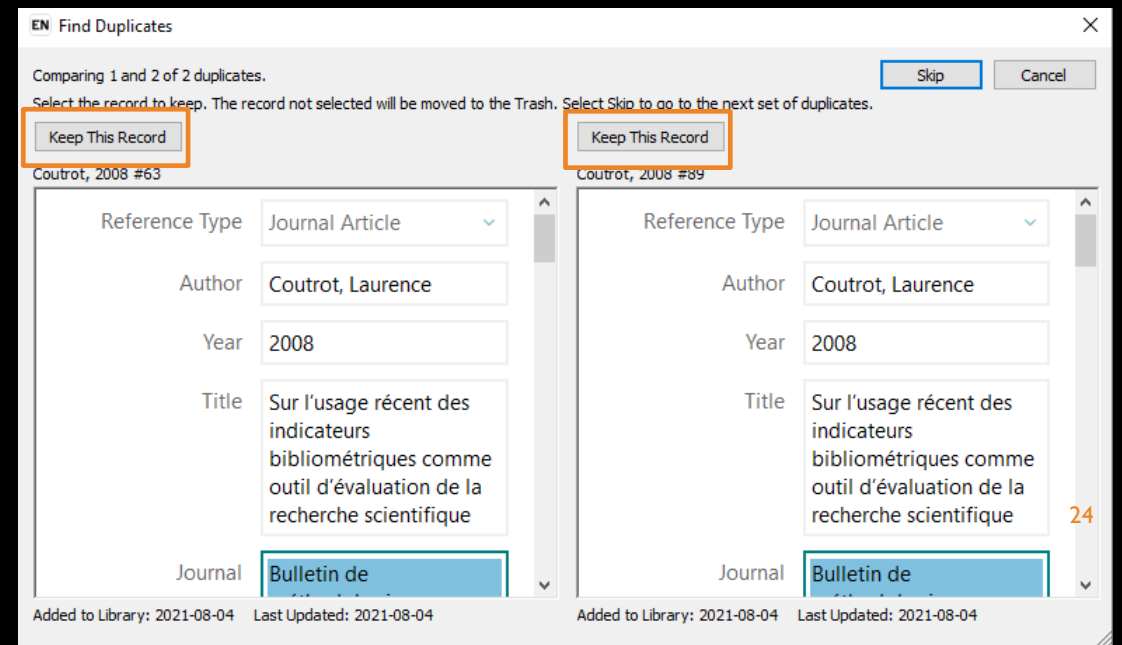 EN Find Duplicates
Comparing 1 and 2 of 2 duplicates.
Skip
Cancel
Select the record to keep. The record not selected will be moved to the Trash. Select Skip to go to the next set of duplicates.
Keep This Record
Keep This Record
Coutrot, 2008 #63
Reference Type
Journal Article
Author
Coutrot, Laurence
Year
2008
Title
Sur l’usage récent des
indicateurs
bibliométriques comme
outil d’évaluation de la
recherche scientifique
Journal
Bulletin de
Added to Library: 2021-08-04 Last Updated: 2021-08-04
Coutrot, 2008 #89
Reference Type
Journal Article
Author
Coutrot, Laurence
Year
2008
Title
Sur l’usage récent des
indicateurs
bibliométriques comme
outil d’évaluation de la
recherche scientifique
Journal
Bulletin de
Added to Library: 2021-08-04 Last Updated: 2021-08-04
24